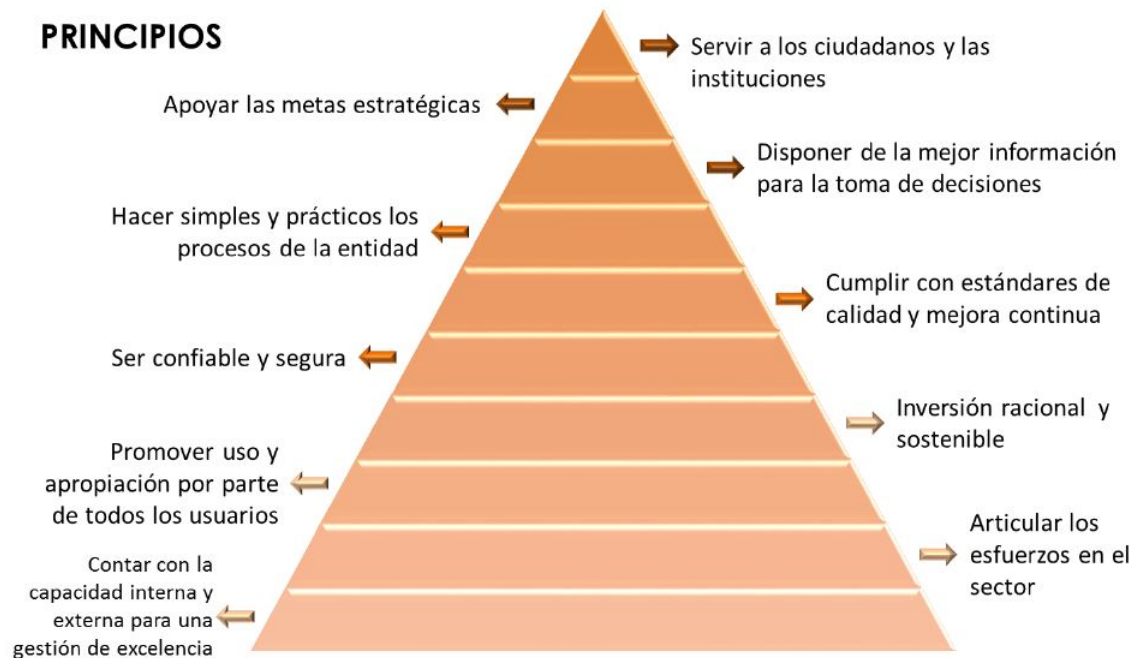 PRINCIPIOS
Servir a los ciudadanos y las
instituciones
Apoyar las metas estratégicas
Disponer de la mejor información
para la toma de decisiones
Hacer simples y prácticos los
procesos de la entidad
Cumplir con estándares de
calidad y mejora continua
Ser confiable y segura
Inversión racional y
sostenible
Promover uso y
apropiación por parte
de todos los usuarios
Articular los
esfuerzos en el
sector
Contar con la
capacidad interna y
externa para una
gestión de excelencia